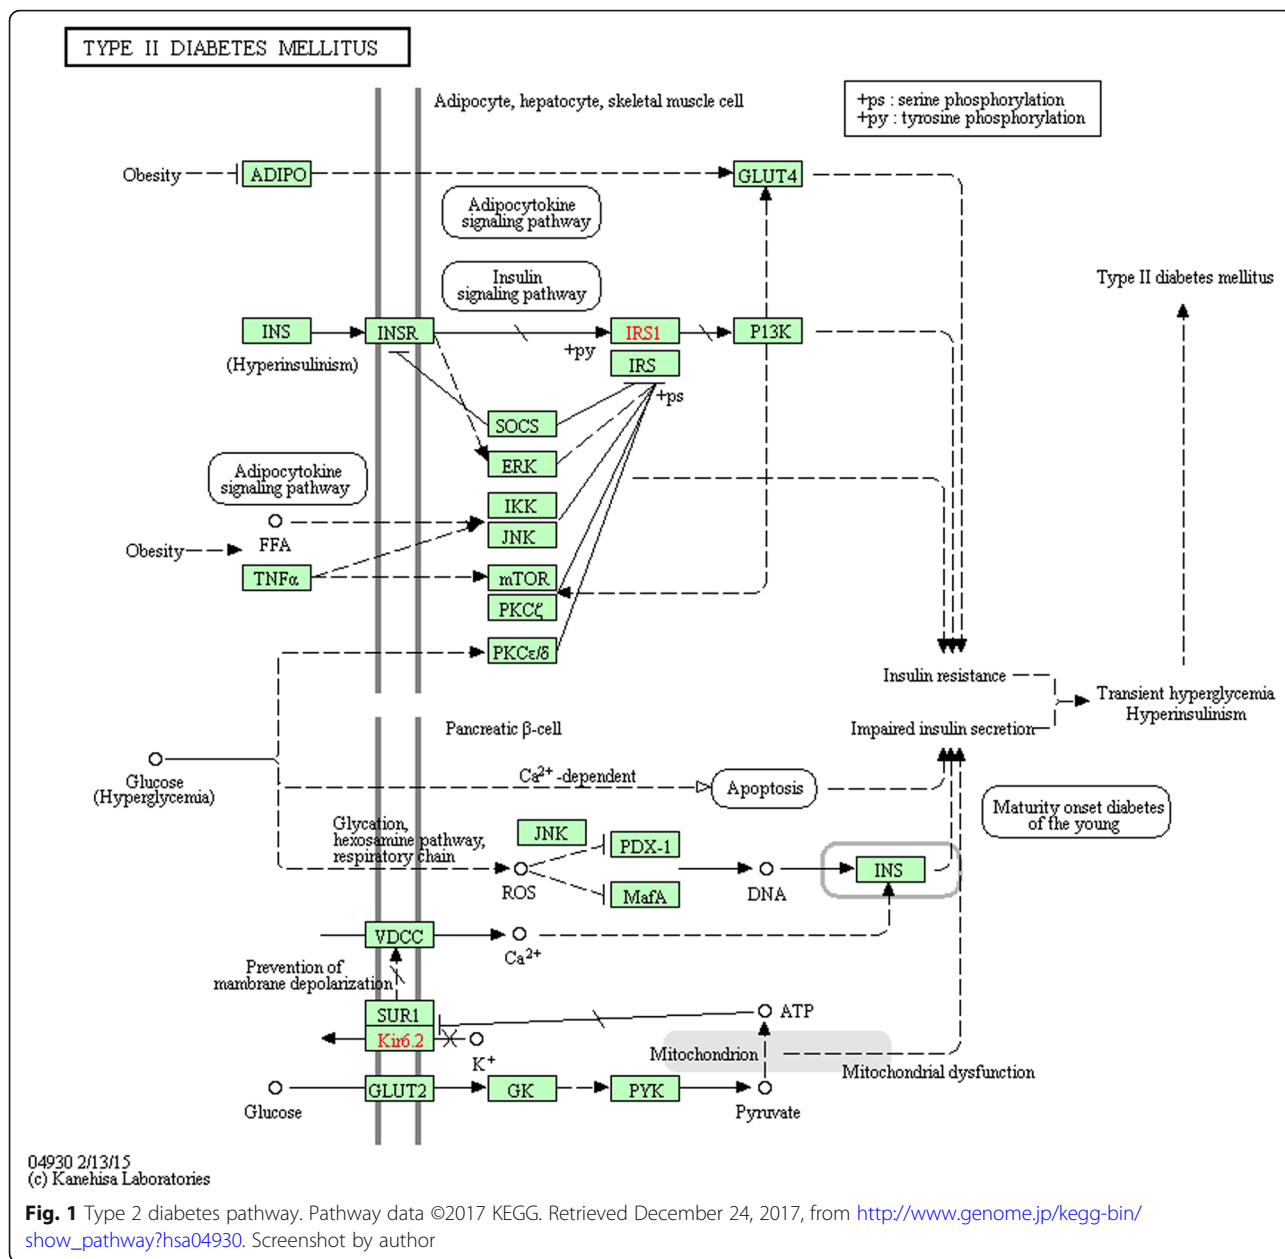 TYPE II DIABETES MELLITUS
Adipocyte, hepatocyte, skeletal muscle cell
+ps : serine phosphorylation
+py : tyrosine phosphorylation
Obesity
ADIPO
GLUT4
Adipocytokine
signaling pathway
Insulin
signaling pathway
Type II diabetes mellitus
INS
INSR
IRS1
P13K
(Hyperinsulinism)
+py
IRS
+ps
SOCS
ERK
Adipocytokine
signaling pathway
IKK
FFA
JNK
Obesity
TNFα
mTOR
PKCζ
PKCε/δ
Insulin resistance
Transient hyperglycemia
Hyperinsulinism
Impaired insulin secretion
Pancreatic β-cell
Glucose
(Hyperglycemia)
Ca2+ -dependent
Apoptosis
Maturity onset diabetes
of the young
Glycation,
hexosamine pathway,
respiratory chain
JNK
PDX-1
ROS
MafA
DNA
INS
VDCC
Ca2+
Prevention of
mambrane depolarization
SUR1
Kir6.2
K+
ATP
Mitochondrion
Mitochondrial dysfunction
Glucose
GLUT2
GK
PYK
Pyruvate
04930 2/13/15
(c) Kanehisa Laboratories
Fig. 1 Type 2 diabetes pathway. Pathway data ©2017 KEGG. Retrieved December 24, 2017, from http://www.genome.jp/kegg-bin/
show_pathway?hsa04930. Screenshot by author